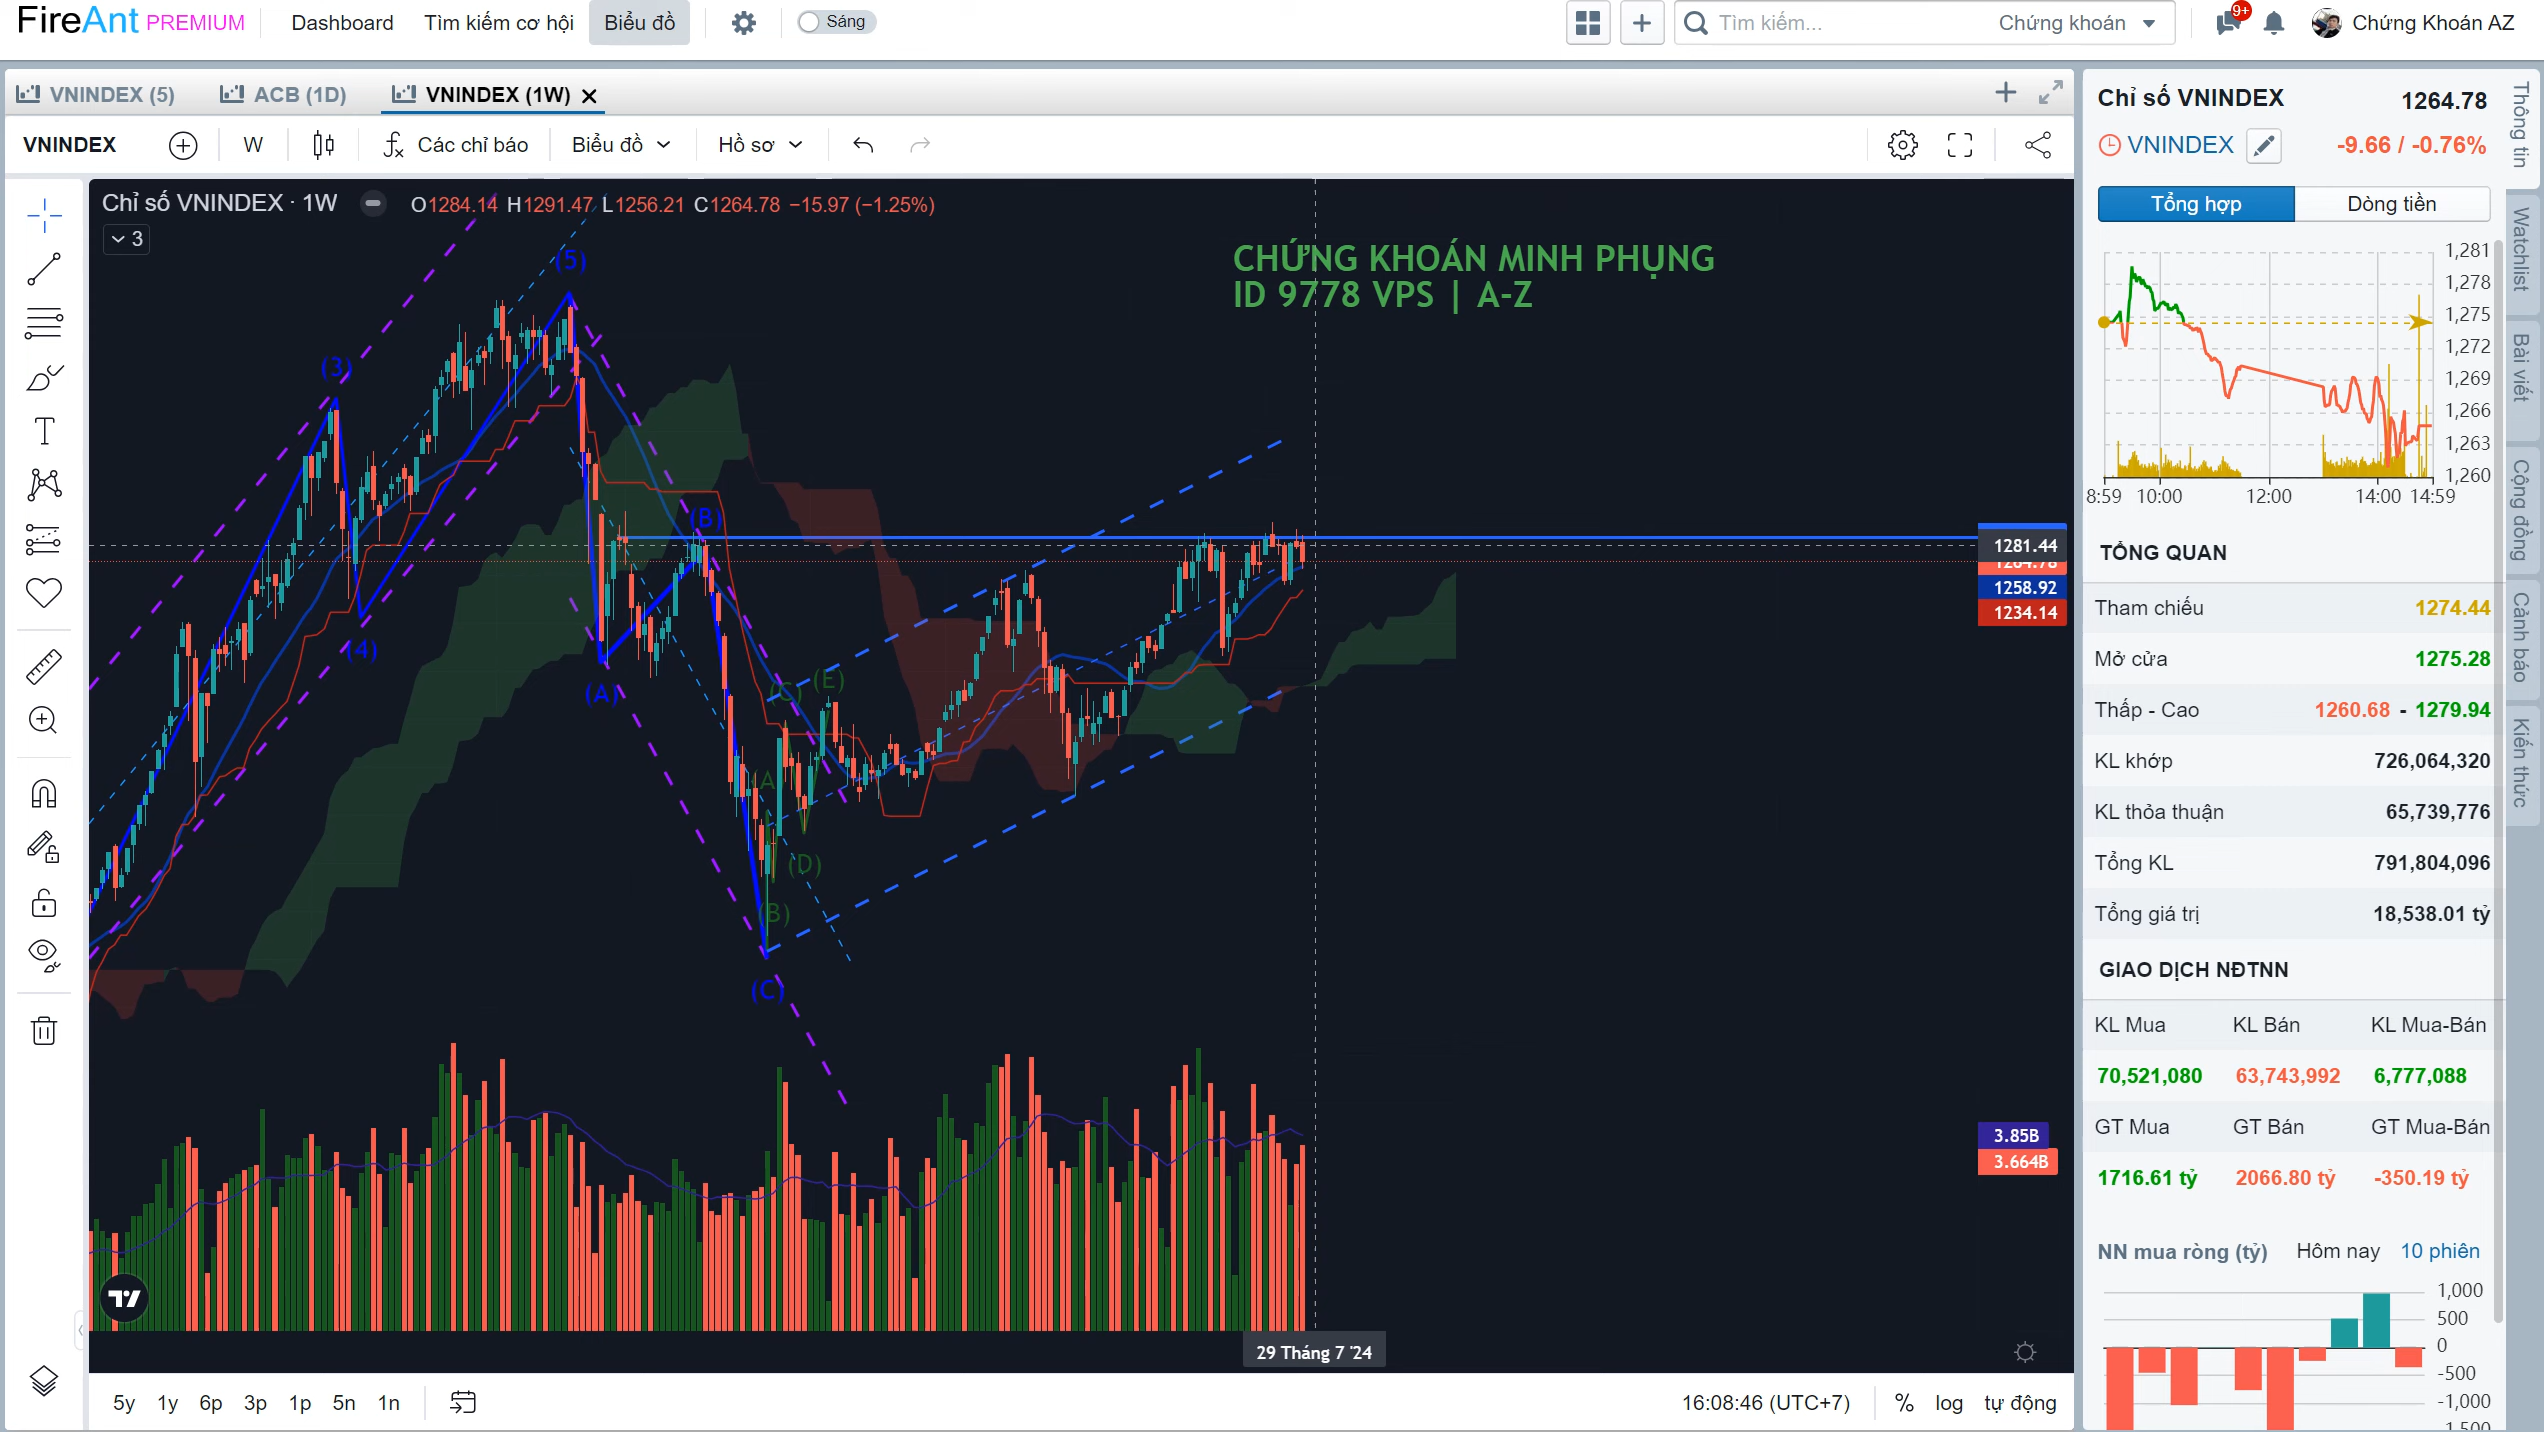 FireAnt PREMIUM Dashboard Tìm kiếm cơ hội Biểu đồ Sáng Tìm kiếm... Chứng khoán 9+ Chứng Khoán AZ
VNINDEX (5) ACB (1D) VNINDEX (1W)
VNINDEX W Các chỉ báo Biểu đồ Hồ sơ
Chỉ số VNINDEX · 1W O1284.14 H1291.47 L1256.21 C1264.78 −15.97 (−1.25%)
3
CHỨNG KHOÁN MINH PHỤNG
ID 9778 VPS | A-Z
(5)
(3)
(B)
(4)
(A)
(C) (E)
(A
(D)
(B)
(C)
1281.44
1264.78
1258.92
1234.14
3.85B
3.664B
29 Tháng 7 '24
5y 1y 6p 3p 1p 5n 1n
16:08:46 (UTC+7) % log tự động
Chỉ số VNINDEX 1264.78
VNINDEX -9.66 / -0.76%
Tổng hợp Dòng tiền
1,281
1,278
1,275
1,272
1,269
1,266
1,263
1,260
8:59 10:00 12:00 14:00 14:59
TỔNG QUAN
Tham chiếu 1274.44
Mở cửa 1275.28
Thấp - Cao 1260.68 - 1279.94
KL khớp 726,064,320
KL thỏa thuận 65,739,776
Tổng KL 791,804,096
Tổng giá trị 18,538.01 tỷ
GIAO DỊCH NĐTNN
KL Mua KL Bán KL Mua-Bán
70,521,080 63,743,992 6,777,088
GT Mua GT Bán GT Mua-Bán
1716.61 tỷ 2066.80 tỷ -350.19 tỷ
NN mua ròng (tỷ) Hôm nay 10 phiên
1,000
500
0
-500
-1,000
Thông tin
Watchlist
Bài viết
Cộng đồng
Cảnh báo
Kiến thức